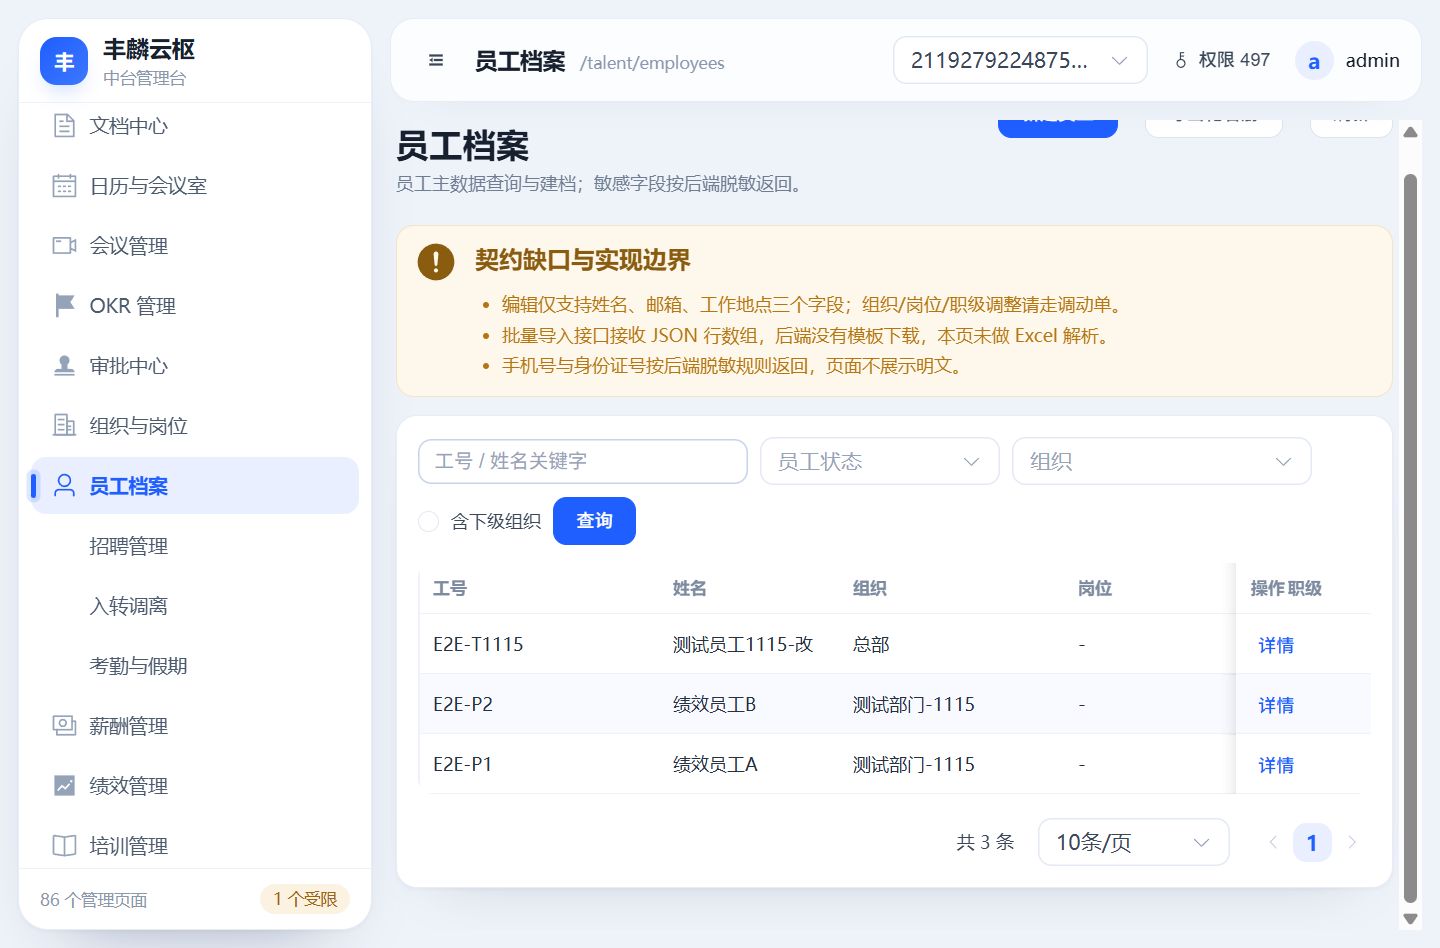 丰
丰麟云枢
中台管理台
文档中心
日历与会议室
会议管理
OKR 管理
审批中心
组织与岗位
员工档案
招聘管理
入转调离
考勤与假期
薪酬管理
绩效管理
培训管理
86 个管理页面
1 个受限
员工档案 /talent/employees
2119279224875...
权限 497
a
admin
员工档案
员工主数据查询与建档；敏感字段按后端脱敏返回。
契约缺口与实现边界
编辑仅支持姓名、邮箱、工作地点三个字段；组织/岗位/职级调整请走调动单。
批量导入接口接收 JSON 行数组，后端没有模板下载，本页未做 Excel 解析。
手机号与身份证号按后端脱敏规则返回，页面不展示明文。
工号 / 姓名关键字
员工状态
组织
含下级组织
查询
工号 姓名 组织 岗位 操作 职级
E2E-T1115 测试员工1115-改 总部 - 详情
E2E-P2 绩效员工B 测试部门-1115 - 详情
E2E-P1 绩效员工A 测试部门-1115 - 详情
共 3 条
10条/页
1